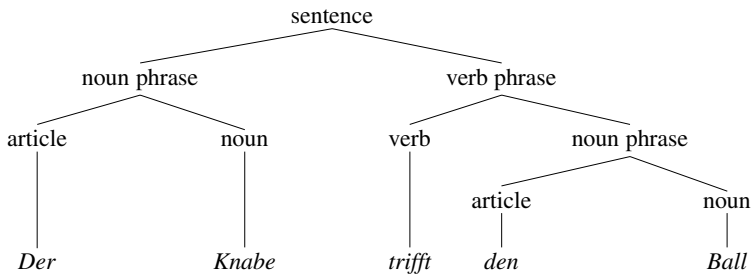 sentence
noun phrase verb phrase
article noun verb noun phrase
article noun
Der Knabe trifft den Ball